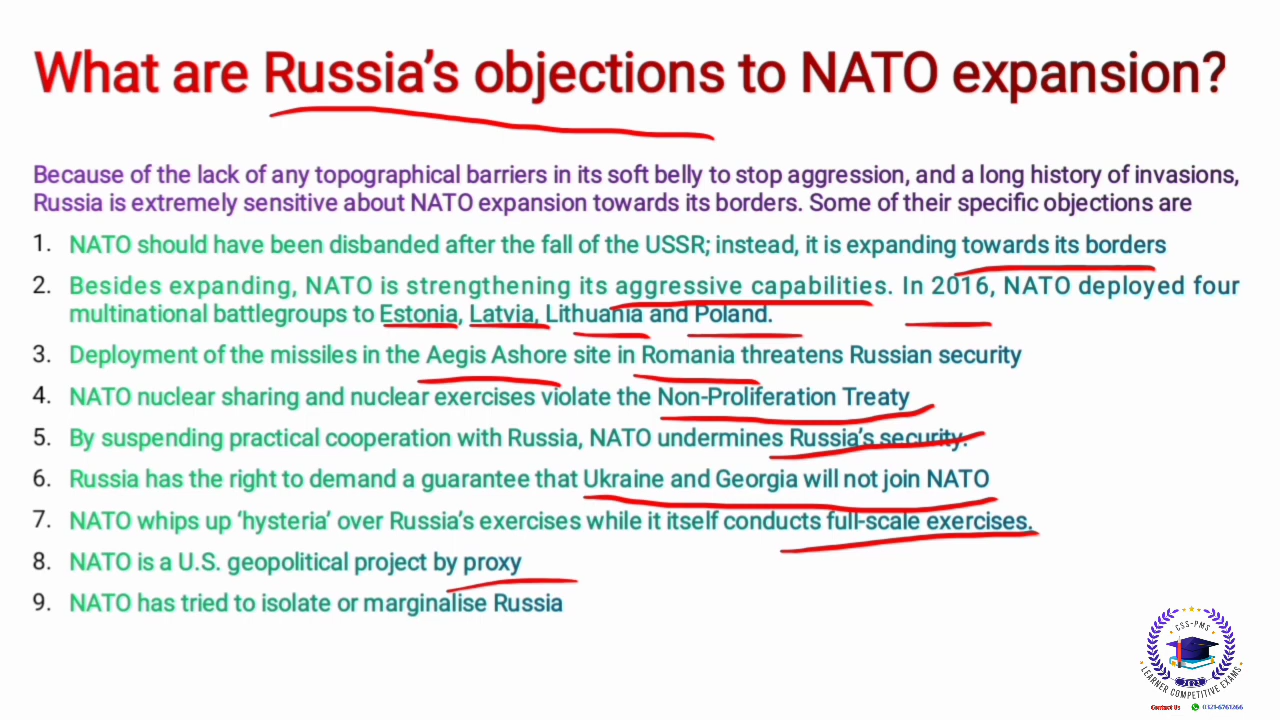 What are Russia's objections to NATO expansion?
Because of the lack of any topographical barriers in its soft belly to stop aggression, and a long history of invasions,
Russia is extremely sensitive about NATO expansion towards its borders. Some of their specific objections are
1. NATO should have been disbanded after the fall of the USSR; instead, it is expanding towards its borders
2. Besides expanding, NATO is strengthening its aggressive capabilities. In 2016, NATO deployed four
multinational battlegroups to Estonia, Latvia, Lithuania and Poland.
3. Deployment of the missiles in the Aegis Ashore site in Romania threatens Russian security
4. NATO nuclear sharing and nuclear exercises violate the Non-Proliferation Treaty
5. By suspending practical cooperation with Russia, NATO undermines Russia's security.
6. Russia has the right to demand a guarantee that Ukraine and Georgia will not join NATO
7. NATO whips up 'hysteria' over Russia's exercises while it itself conducts full-scale exercises.
8. NATO is a U.S. geopolitical project by proxy
9. NATO has tried to isolate or marginalise Russia
CSS-PMS
LEARNER COMPETITIVE EXAMS
Contact Us 0321-6761266